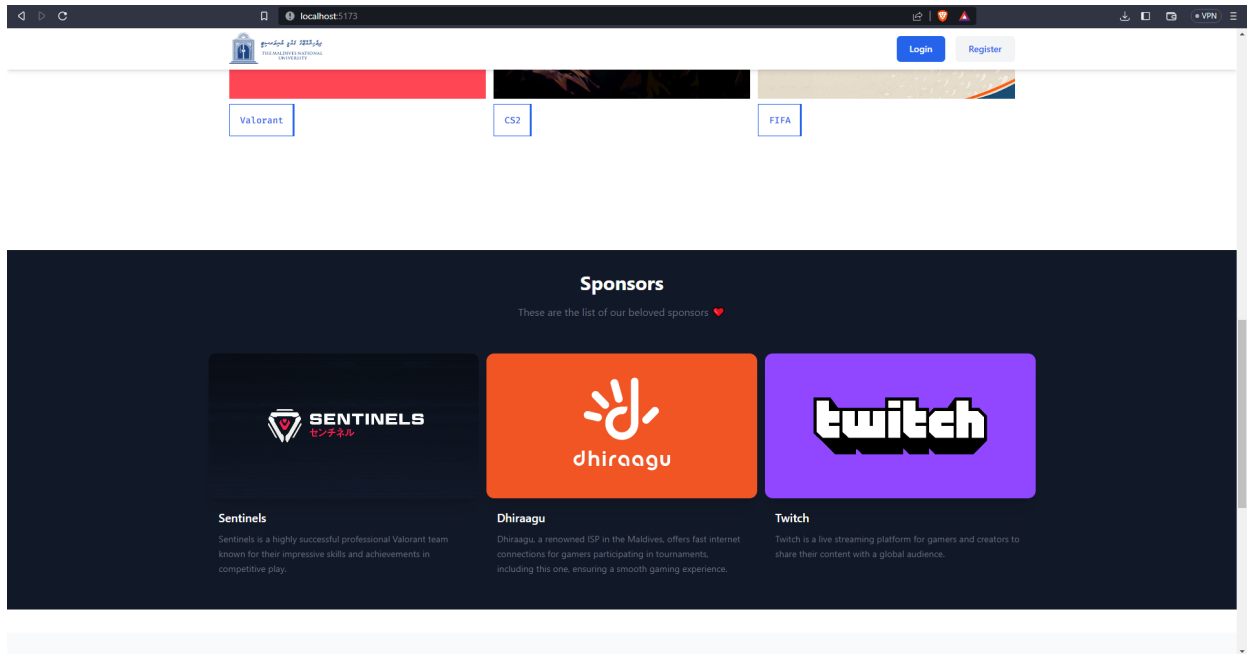 localhost:5173
VPN
THE MALDIVES NATIONAL
UNIVERSITY
Login
Register
Valorant
CS2
FIFA
Sponsors
These are the list of our beloved sponsors ❤
SENTINELS
センチネル
dhiraagu
twitch
Sentinels
Sentinels is a highly successful professional Valorant team
known for their impressive skills and achievements in
competitive play.
Dhiraagu
Dhiraagu, a renowned ISP in the Maldives, offers fast internet
connections for gamers participating in tournaments,
including this one, ensuring a smooth gaming experience.
Twitch
Twitch is a live streaming platform for gamers and creators to
share their content with a global audience.